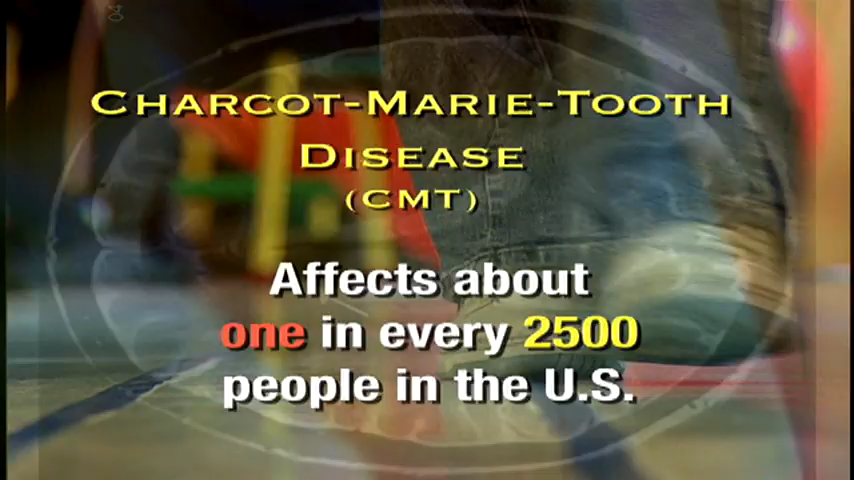 CHARCOT-MARIE-TOOTH
DISEASE
(CMT)
Affects about
one in every 2500
people in the U.S.